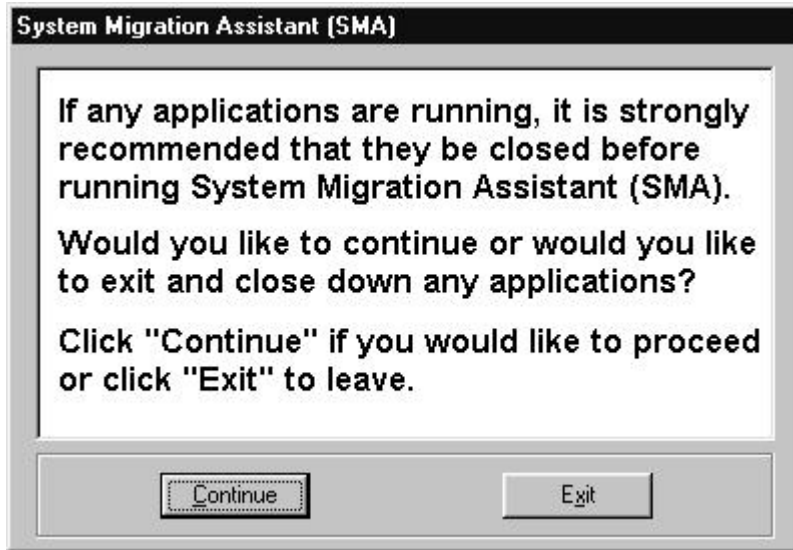 System Migration Assistant (SMA)
If any applications are running, it is strongly
recommended that they be closed before
running System Migration Assistant (SMA).
Would you like to continue or would you like
to exit and close down any applications?
Click "Continue" if you would like to proceed
or click "Exit" to leave.
Continue
Exit